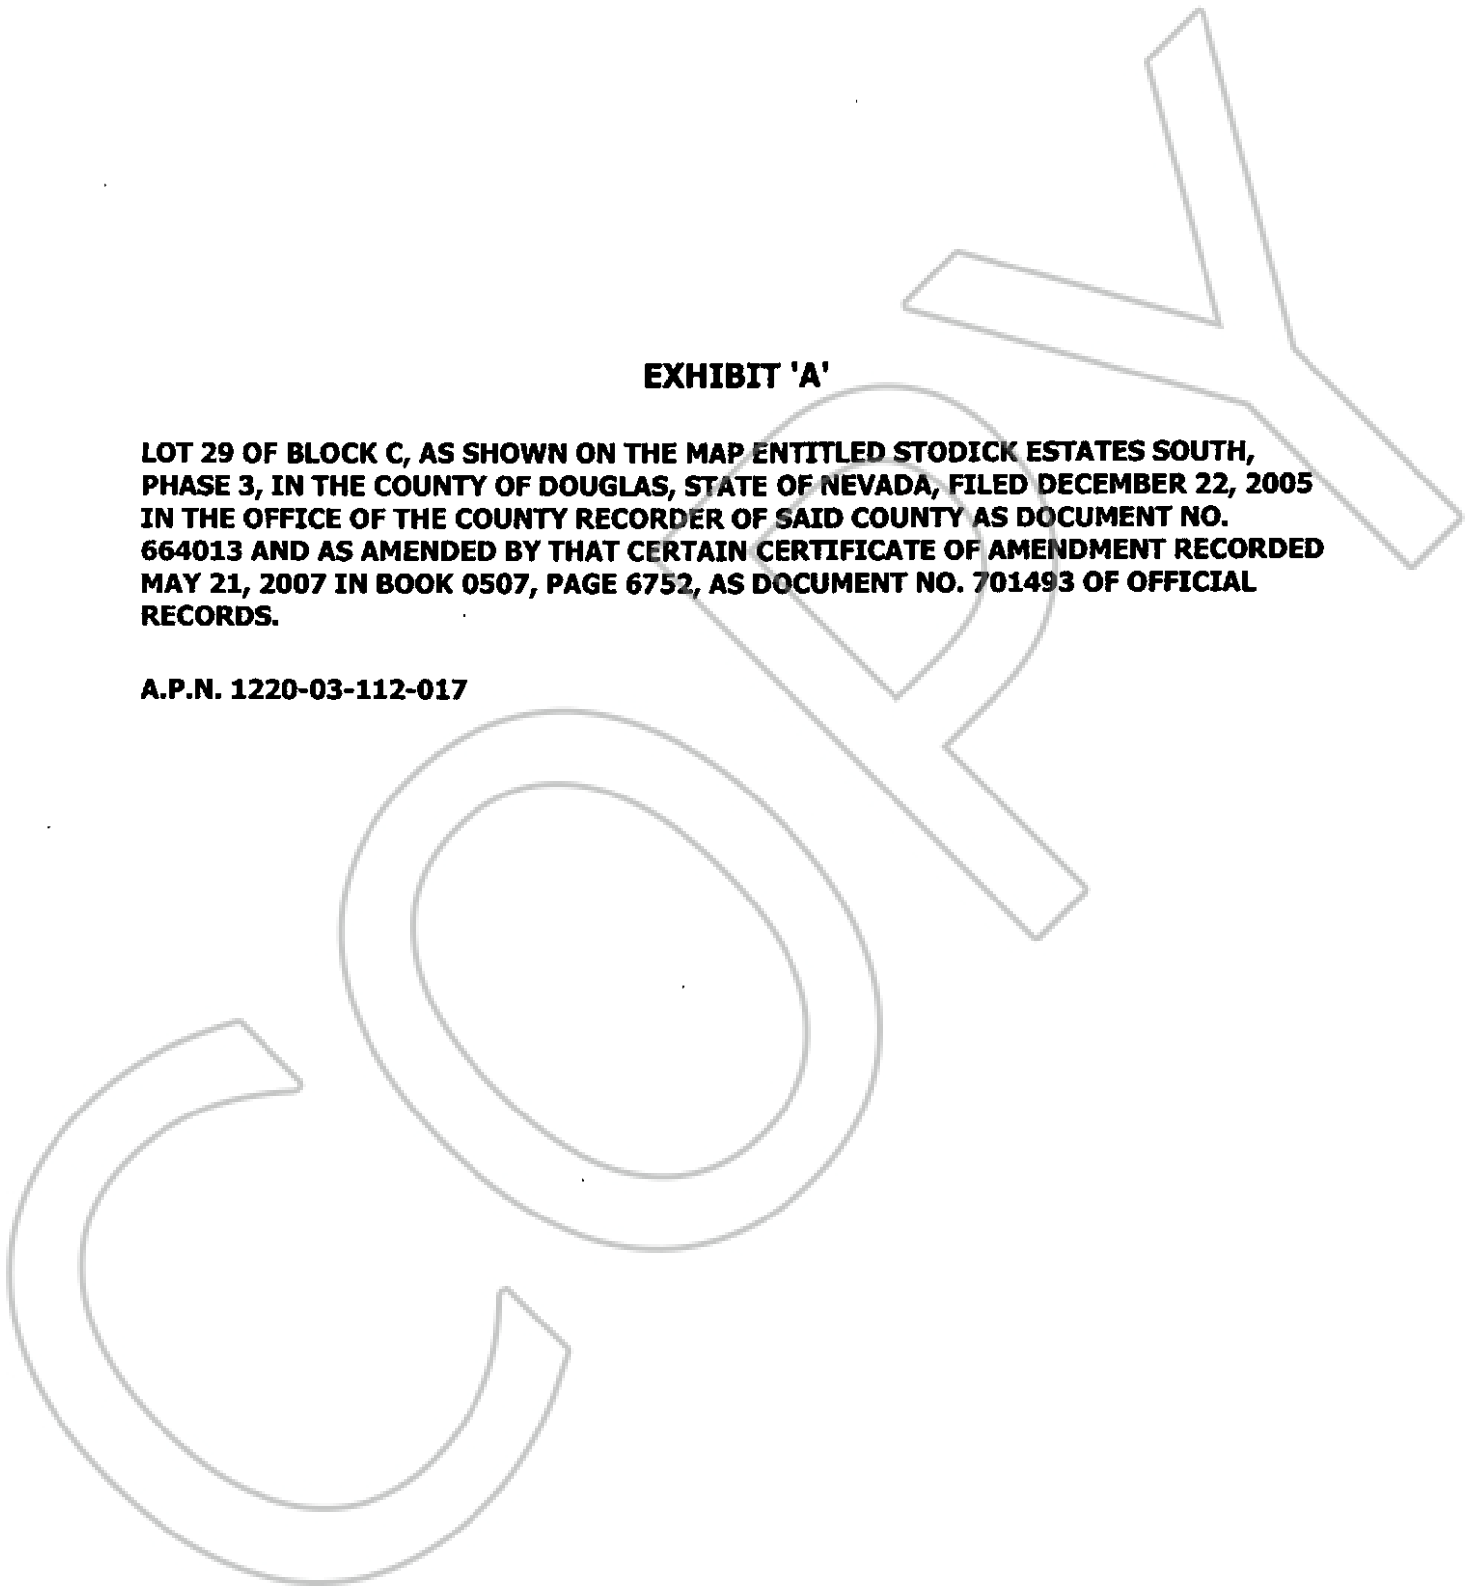 EXHIBIT 'A'
LOT 29 OF BLOCK C, AS SHOWN ON THE MAP ENTITLED STODICK ESTATES SOUTH,
PHASE 3, IN THE COUNTY OF DOUGLAS, STATE OF NEVADA, FILED DECEMBER 22, 2005
IN THE OFFICE OF THE COUNTY RECORDER OF SAID COUNTY AS DOCUMENT NO.
664013 AND AS AMENDED BY THAT CERTAIN CERTIFICATE OF AMENDMENT RECORDED
MAY 21, 2007 IN BOOK 0507, PAGE 6752, AS DOCUMENT NO. 701493 OF OFFICIAL
RECORDS.
A.P.N. 1220-03-112-017
COPY